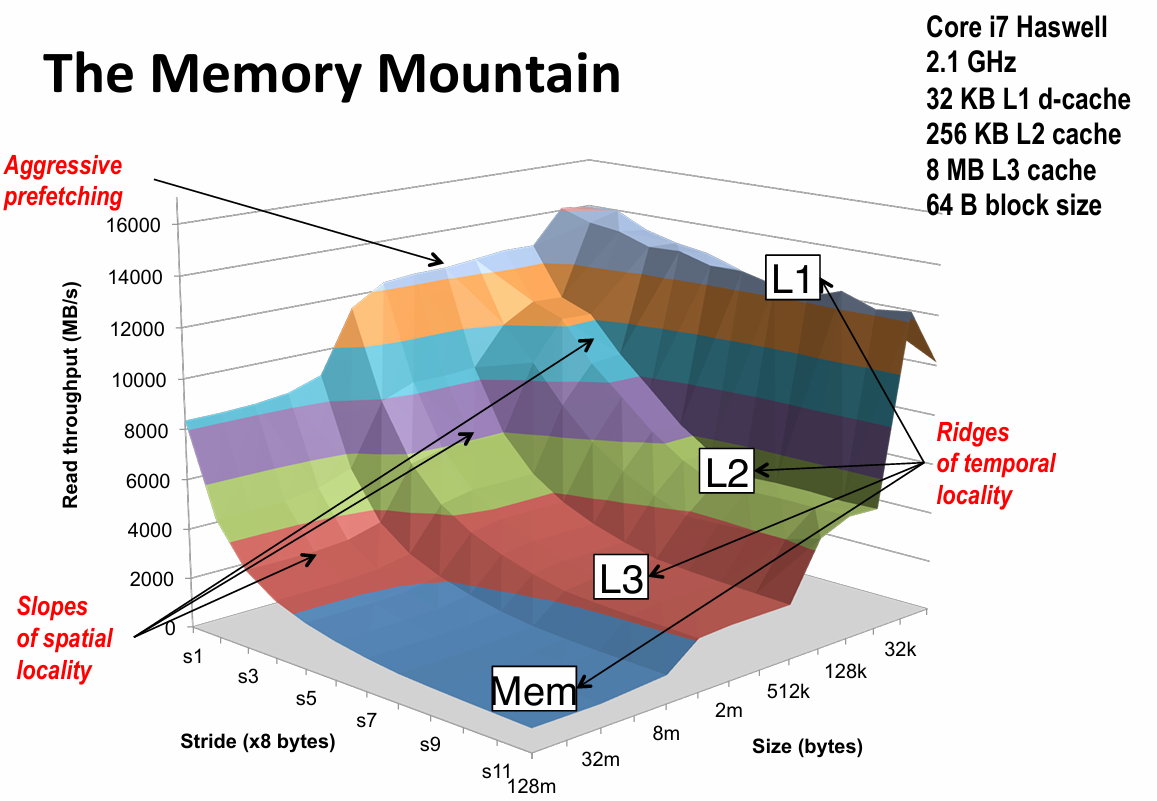 The Memory Mountain
Core i7 Haswell
2.1 GHz
32 KB L1 d-cache
256 KB L2 cache
8 MB L3 cache
64 B block size
Aggressive
prefetching
16000
14000
12000
10000
8000
6000
4000
2000
0
Read throughput (MB/s)
L1
L2
L3
Mem
Ridges
of temporal
locality
Slopes
of spatial
locality
s1
s3
s5
s7
s9
s11
Stride (x8 bytes)
128m
32m
8m
2m
512k
128k
32k
Size (bytes)